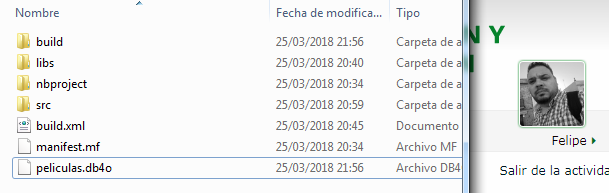 Nombre
Fecha de modifica...
Tipo
build 25/03/2018 21:56 Carpeta de a
libs 25/03/2018 20:40 Carpeta de a
nbproject 25/03/2018 20:34 Carpeta de a
src 25/03/2018 20:59 Carpeta de a
build.xml 25/03/2018 20:45 Documento
manifest.mf 25/03/2018 20:34 Archivo MF
peliculas.db4o 25/03/2018 21:56 Archivo DB4
N Y
Felipe
Salir de la activida